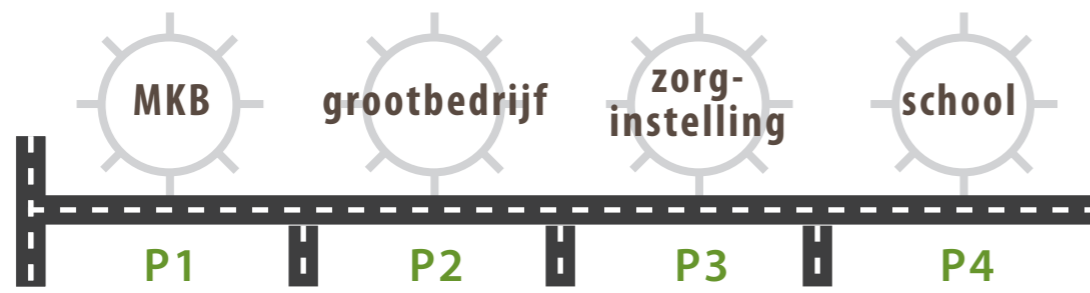 MKB
grootbedrijf
zorg-
instelling
school
P1
P2
P3
P4